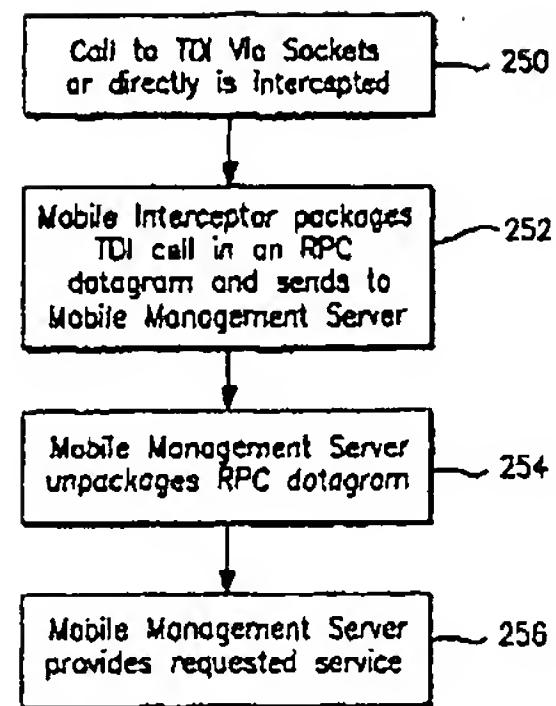 Call to TDI Via Sockets
or directly is Intercepted
250
Mobile Interceptor packages
TDI call in an RPC
datagram and sends to
Mobile Management Server
252
Mobile Management Server
unpackages RPC datagram
254
Mobile Management Server
provides requested service
256